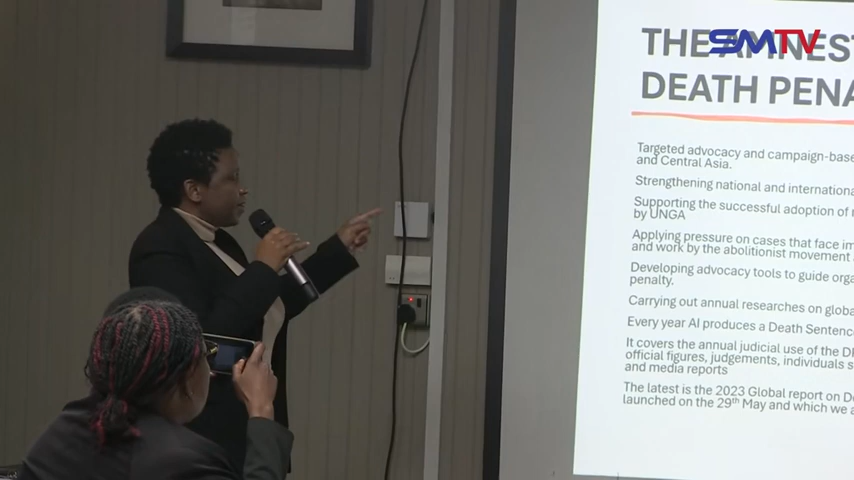 SMTV
THE AMNEST
DEATH PENA
Targeted advocacy and campaign-base
and Central Asia.
Strengthening national and internationa
Supporting the successful adoption of
by UNGA
Applying pressure on cases that face im
and work by the abolitionist movement
Developing advocacy tools to guide orga
penalty.
Carrying out annual researches on globa
Every year AI produces a Death Sentenc
It covers the annual judicial use of the
official figures, judgements, individuals s
and media reports
The latest is the 2023 Global report on De
launched on the 29th May and which we a